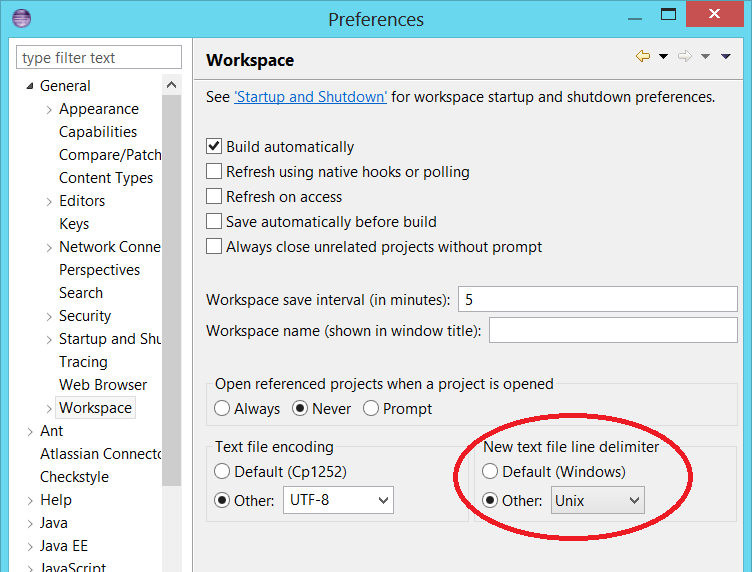 Preferences
type filter text
General
Appearance
Capabilities
Compare/Patch
Content Types
Editors
Keys
Network Conne
Perspectives
Search
Security
Startup and Shu
Tracing
Web Browser
Workspace
Ant
Atlassian Connecto
Checkstyle
Help
Java
Java EE
JavaScript
Workspace
See 'Startup and Shutdown' for workspace startup and shutdown preferences.
Build automatically
Refresh using native hooks or polling
Refresh on access
Save automatically before build
Always close unrelated projects without prompt
Workspace save interval (in minutes): 5
Workspace name (shown in window title):
Open referenced projects when a project is opened
Always Never Prompt
Text file encoding
Default (Cp1252)
Other: UTF-8
New text file line delimiter
Default (Windows)
Other: Unix